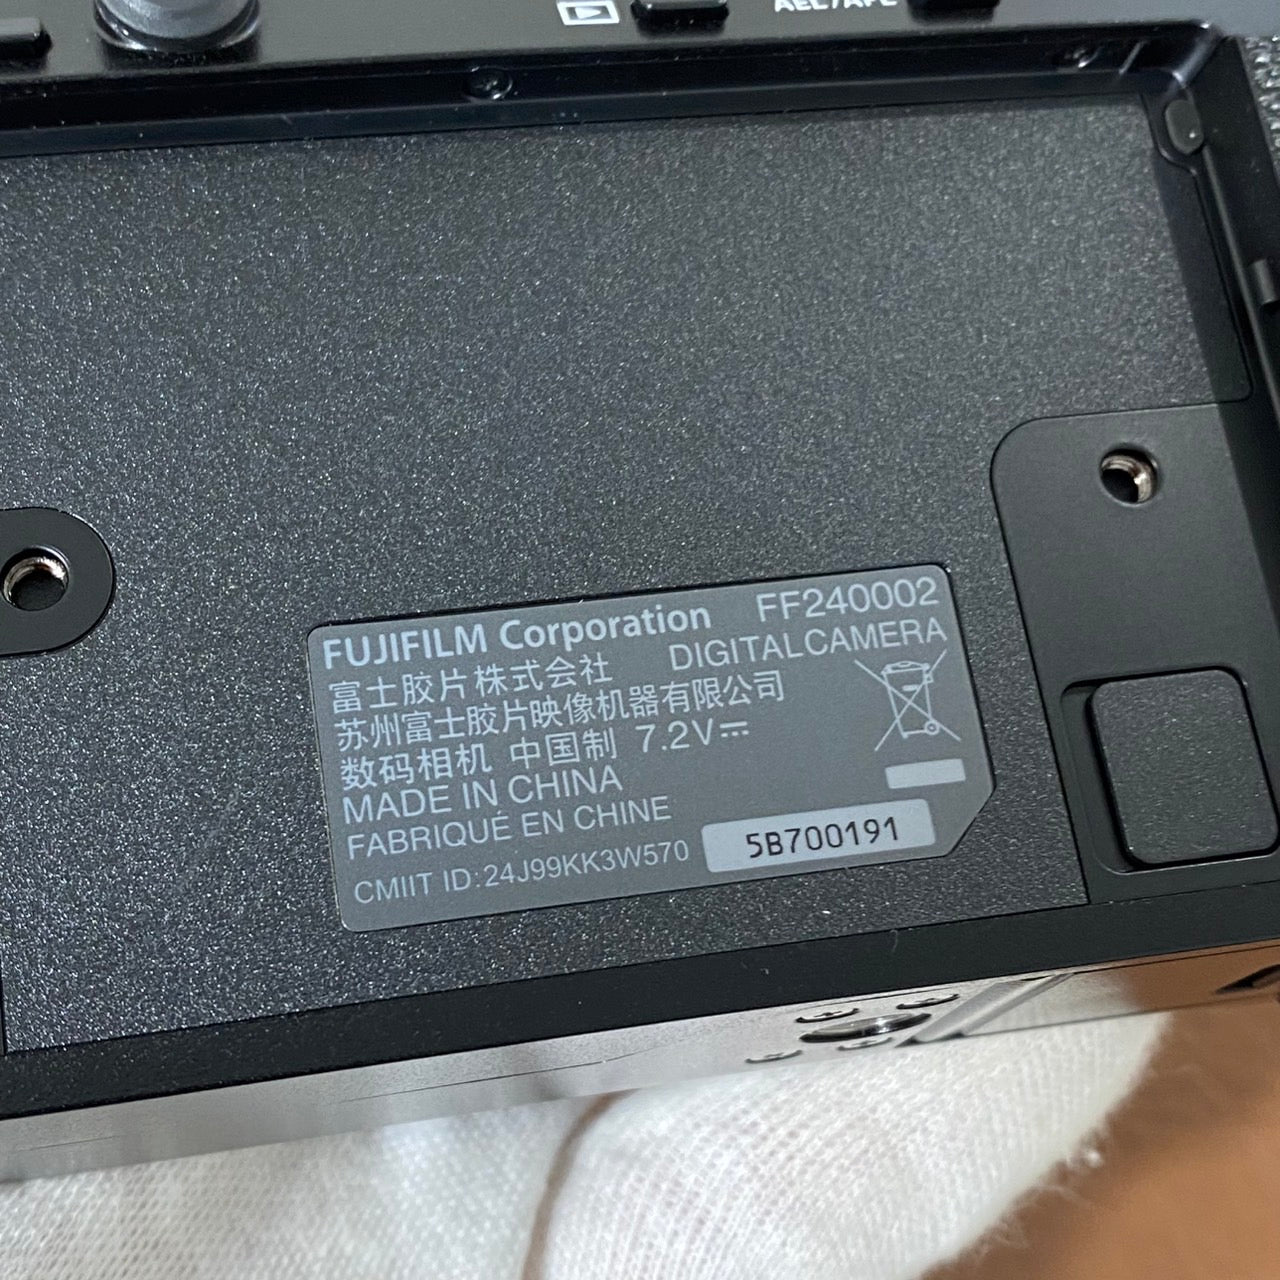 AEL/AFL
FUJIFILM Corporation FF240002
富士胶片株式会社 DIGITALCAMERA
苏州富士胶片映像机器有限公司
数码相机 中国制 7.2V⎓
MADE IN CHINA
FABRIQUÉ EN CHINE
CMIIT ID:24J99KK3W570 5B700191